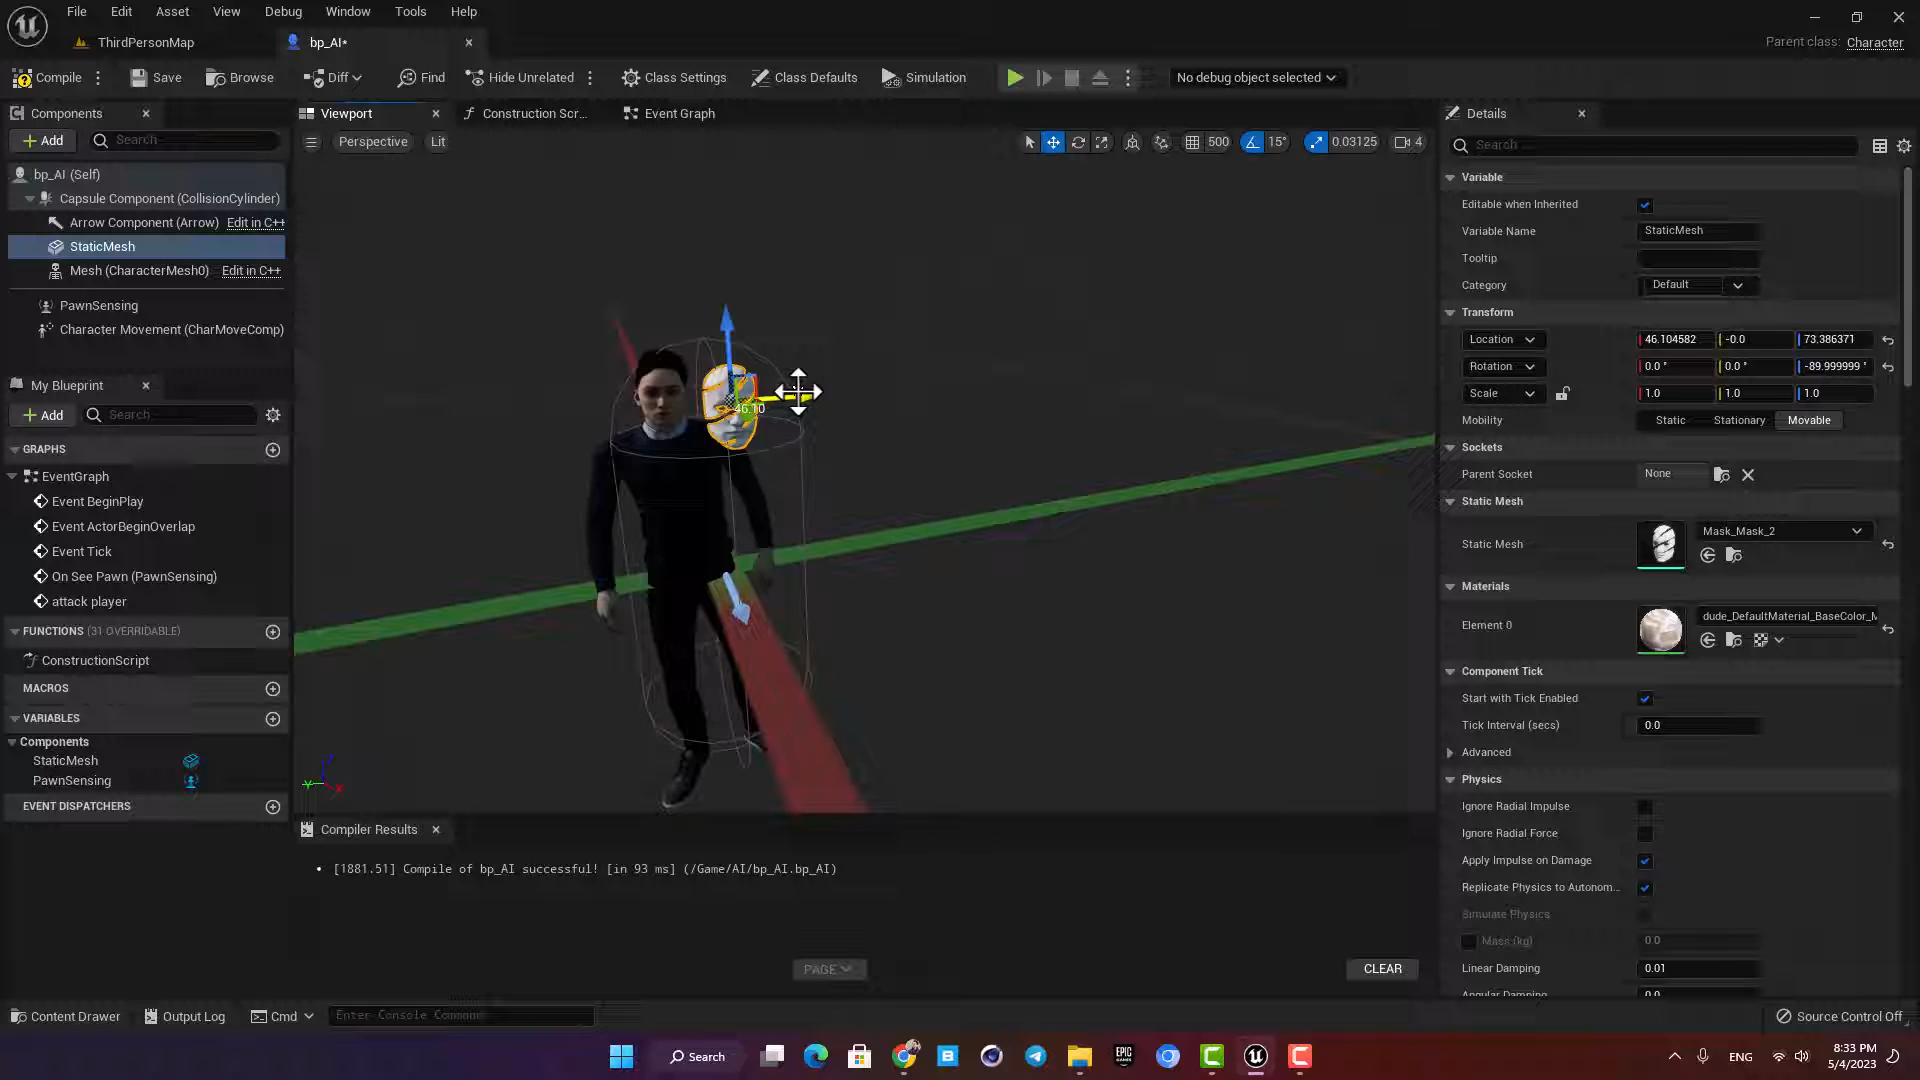 File Edit Asset View Debug Window Tools Help
ThirdPersonMap bp_AI*
Parent class: Character
Compile Save Browse Diff Find Hide Unrelated Class Settings Class Defaults Simulation No debug object selected
Components
Add Search
bp_AI (Self)
Capsule Component (CollisionCylinder)
Arrow Component (Arrow) Edit in C++
StaticMesh
Mesh (CharacterMesh0) Edit in C++
PawnSensing
Character Movement (CharMoveComp)
My Blueprint
Add Search
GRAPHS
EventGraph
Event BeginPlay
Event ActorBeginOverlap
Event Tick
On See Pawn (PawnSensing)
attack player
FUNCTIONS (31 OVERRIDABLE)
ConstructionScript
MACROS
VARIABLES
Components
StaticMesh
PawnSensing
EVENT DISPATCHERS
Viewport Construction Scr... Event Graph
Perspective Lit 500 15° 0.03125 4
46.10
Compiler Results
[1881.51] Compile of bp_AI successful! [in 93 ms] (/Game/AI/bp_AI.bp_AI)
PAGE CLEAR
Details
Search
Variable
Editable when Inherited
Variable Name StaticMesh
Tooltip
Category Default
Transform
Location 46.104582 -0.0 73.386371
Rotation 0.0 ° 0.0 ° -89.999999 °
Scale 1.0 1.0 1.0
Mobility Static Stationary Movable
Sockets
Parent Socket None
Static Mesh
Static Mesh Mask_Mask_2
Materials
Element 0 dude_DefaultMaterial_BaseColor_M
Component Tick
Start with Tick Enabled
Tick Interval (secs) 0.0
Advanced
Physics
Ignore Radial Impulse
Ignore Radial Force
Apply Impulse on Damage
Replicate Physics to Autonom...
Simulate Physics
Mass (kg) 0.0
Linear Damping 0.01
Angular Damping 0.0
Content Drawer Output Log Cmd Enter Console Command Source Control Off
Search ENG 8:33 PM
5/4/2023